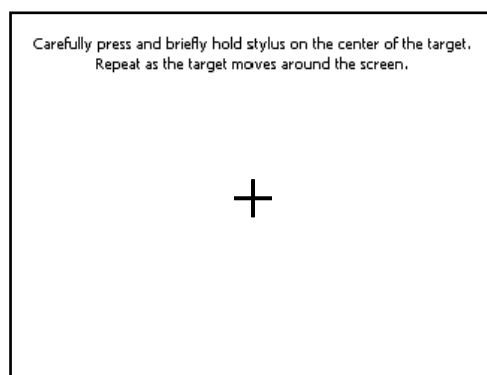 Carefully press and briefly hold stylus on the center of the target.
Repeat as the target moves around the screen.